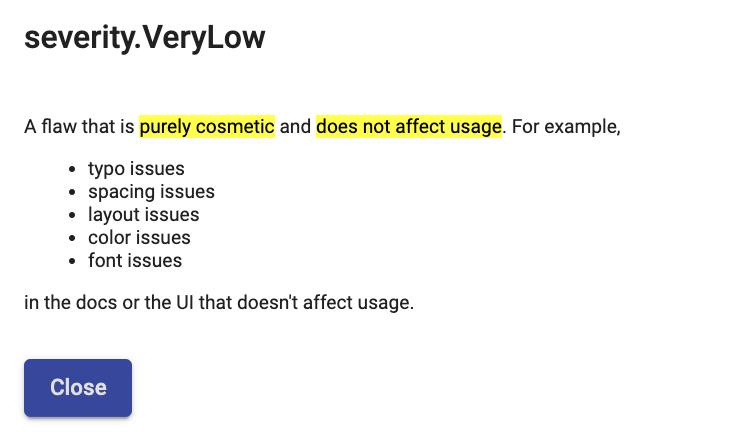 severity.VeryLow
A flaw that is purely cosmetic and does not affect usage. For example,
• typo issues
• spacing issues
• layout issues
• color issues
• font issues
in the docs or the UI that doesn't affect usage.
Close